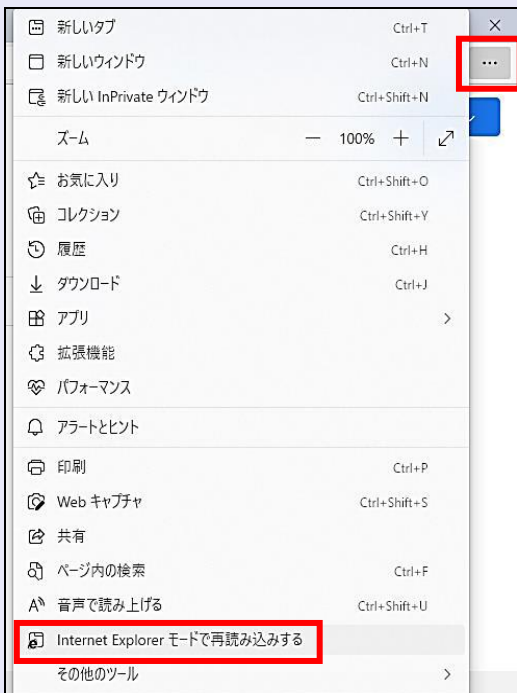 新しいタブ Ctrl+T
新しいウィンドウ Ctrl+N
新しい InPrivate ウィンドウ Ctrl+Shift+N
ズーム 100%
お気に入り Ctrl+Shift+O
コレクション Ctrl+Shift+Y
履歴 Ctrl+H
ダウンロード Ctrl+J
アプリ
拡張機能
パフォーマンス
アラートとヒント
印刷 Ctrl+P
Web キャプチャ Ctrl+Shift+S
共有
ページ内の検索 Ctrl+F
音声で読み上げる Ctrl+Shift+U
Internet Explorer モードで再読み込みする
その他のツール